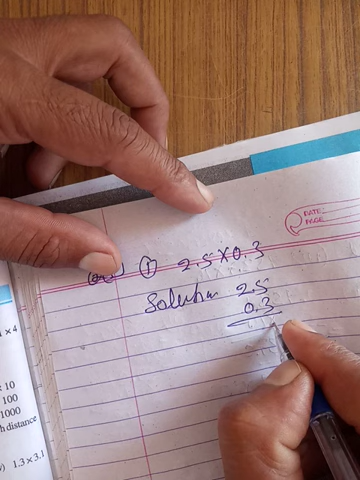 DATE:
PAGE
① 2.5×0.3
Solution 2.5
0.3
1 × 4
× 10
100
1000
h distance
) 1.3 × 3.1